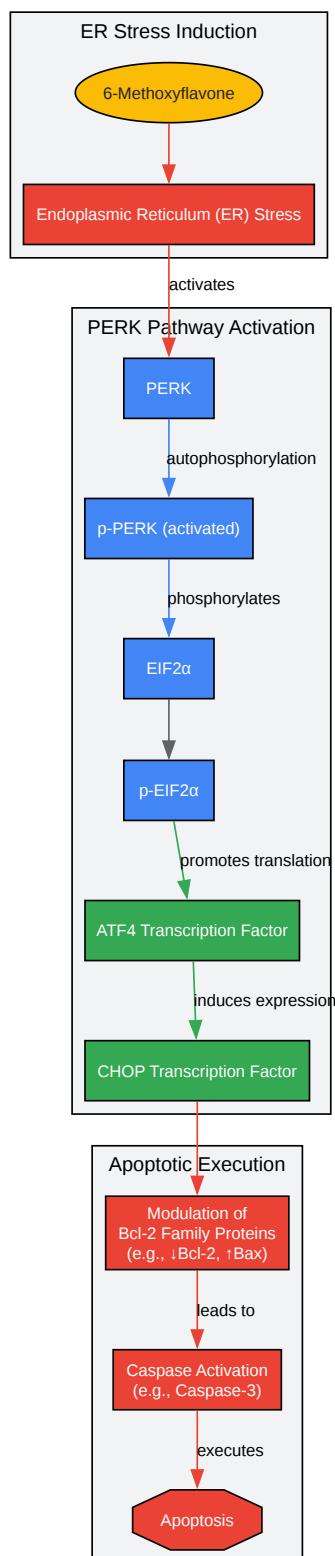 ER Stress Induction
6-Methoxyflavone
Endoplasmic Reticulum (ER) Stress
activates
PERK Pathway Activation
PERK
autophosphorylation
p-PERK (activated)
phosphorylates
EIF2α
p-EIF2α
promotes translation
ATF4 Transcription Factor
induces expression
CHOP Transcription Factor
Apoptotic Execution
Modulation of
Bcl-2 Family Proteins
(e.g., ↓Bcl-2, ↑Bax)
leads to
Caspase Activation
(e.g., Caspase-3)
executes
Apoptosis